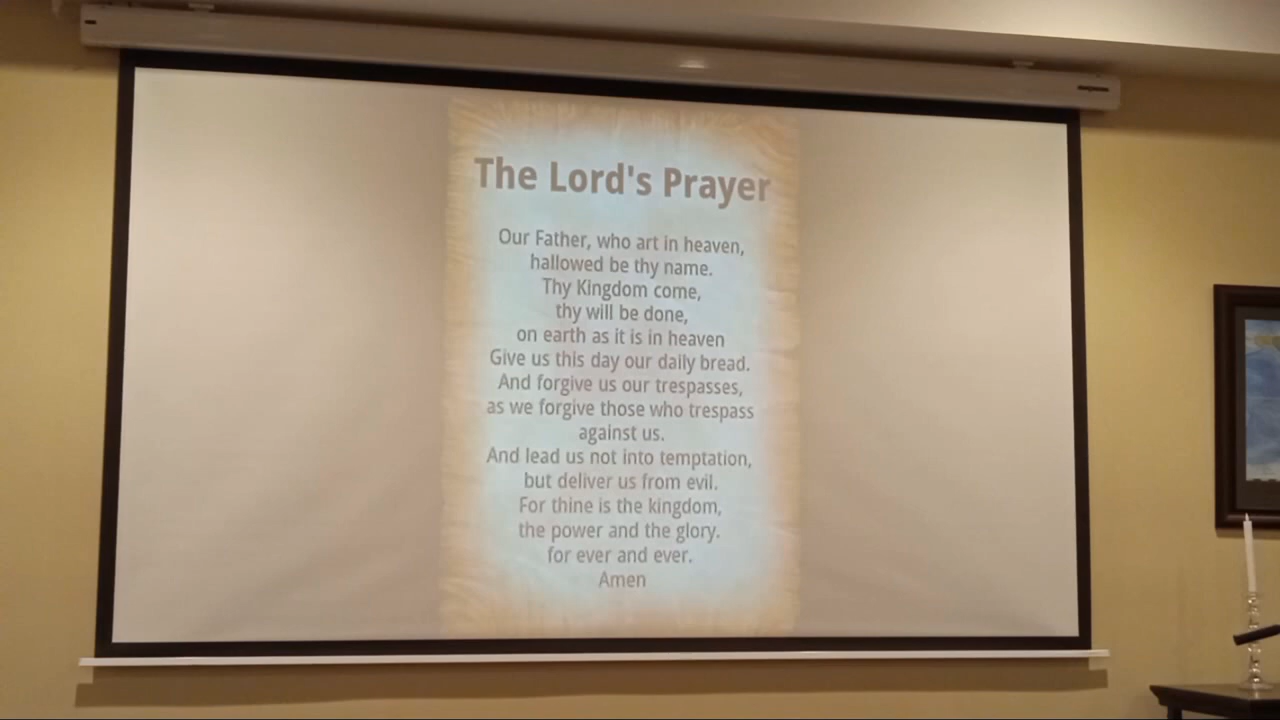 The Lord's Prayer
Our Father, who art in heaven,
hallowed be thy name.
Thy Kingdom come,
thy will be done,
on earth as it is in heaven
Give us this day our daily bread.
And forgive us our trespasses,
as we forgive those who trespass
against us.
And lead us not into temptation,
but deliver us from evil.
For thine is the kingdom,
the power and the glory.
for ever and ever.
Amen